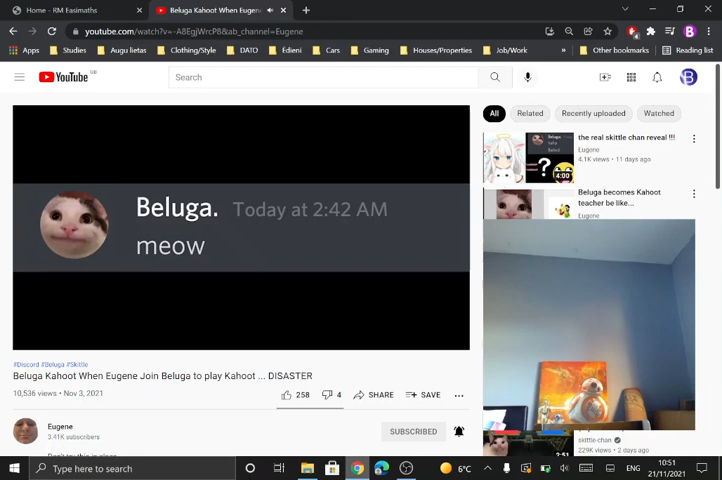 Home - RM Easimaths
Beluga Kahoot When Eugene
youtube.com/watch?v=-A8EgjWrcP8&ab_channel=Eugene
Apps Studies Augu lietas Clothing/Style DATO Edieni Cars Gaming Houses/Properties Job/Work » Other bookmarks Reading list
YouTube
Search
B
All Related Recently uploaded Watched
Beluga. Today at 2:42 AM
meow
the real skittle chan reveal !!!
Eugene
4.1K views • 11 days ago
4:00
Beluga becomes Kahoot
teacher be like...
Eugene
#Discord #Beluga #Skittle
Beluga Kahoot When Eugene Join Beluga to play Kahoot ... DISASTER
10,536 views • Nov 3, 2021
258 4 SHARE SAVE
Eugene
3.41K subscribers
SUBSCRIBED
skittle-chan
229K views • 2 days ago
2:51
Type here to search
6°C
ENG
10:51
21/11/2021